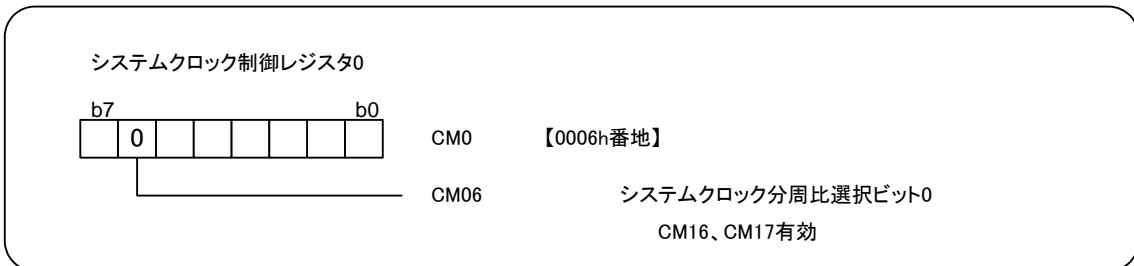 システムクロック制御レジスタ0
b7 b0
0 CM0 【0006h番地】
CM06 システムクロック分周比選択ビット0
CM16、CM17有効